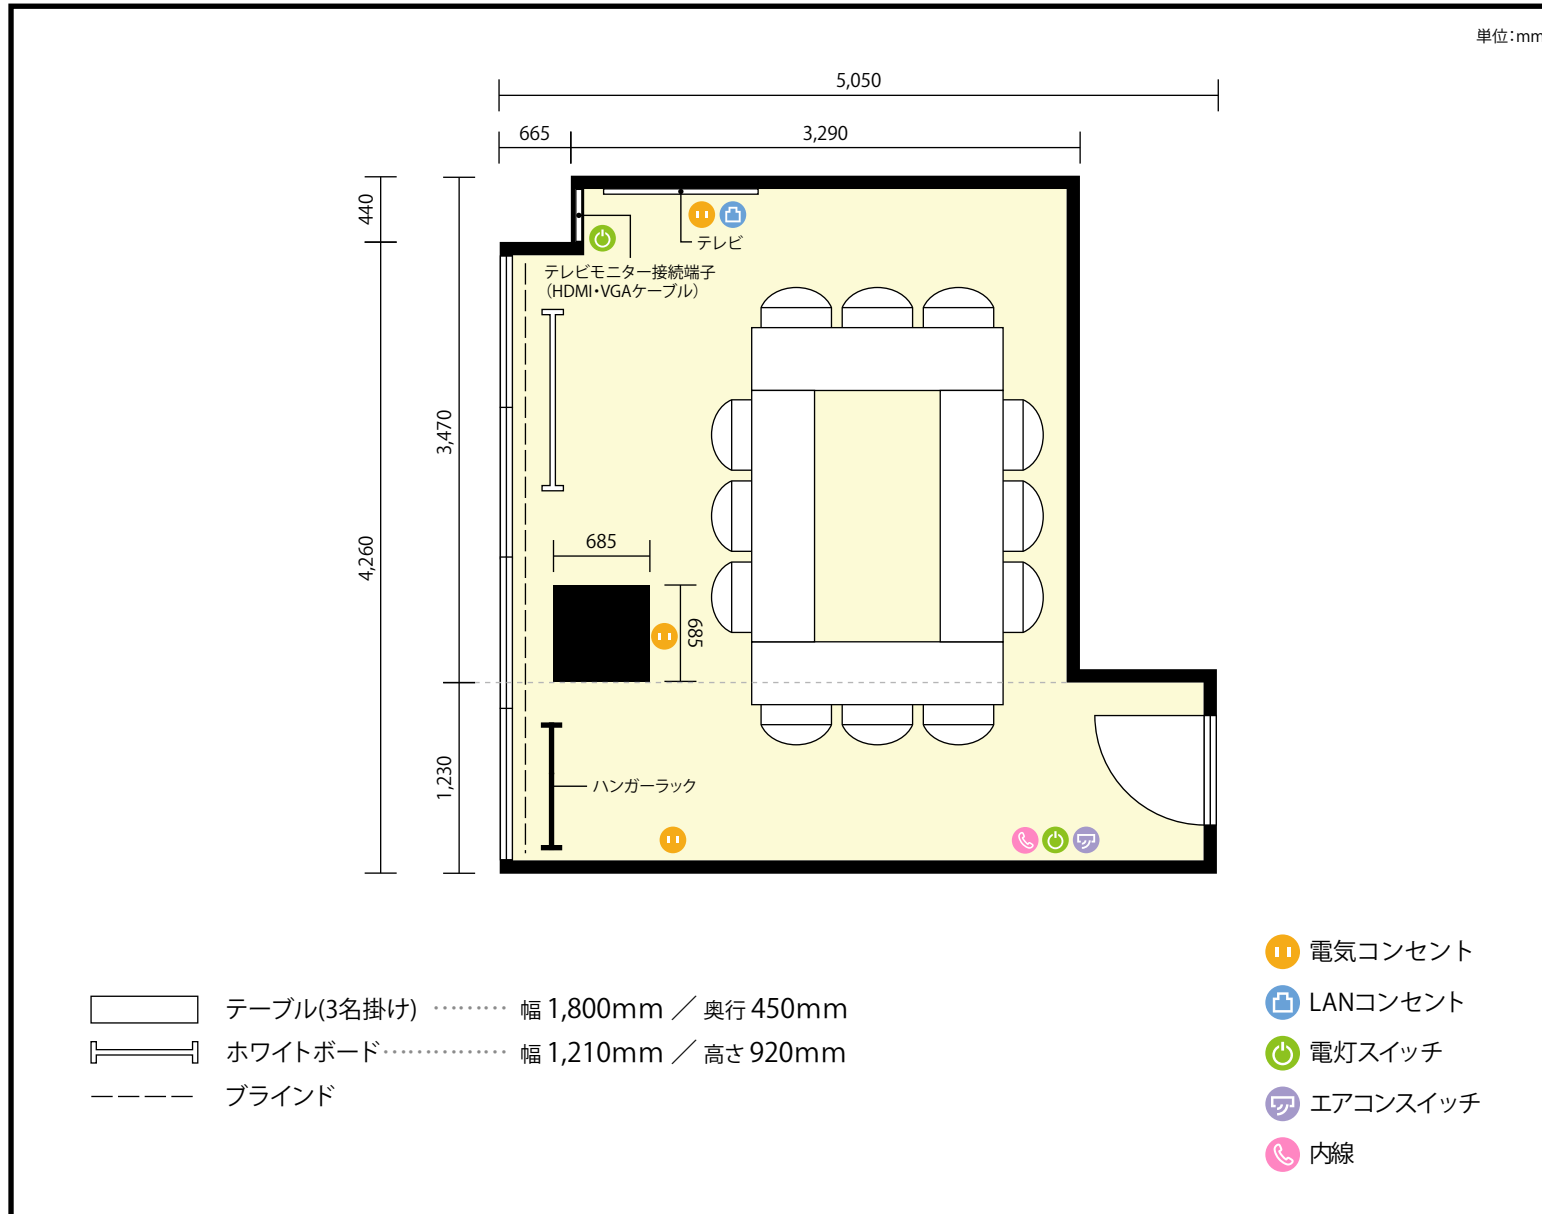 単位：mm
5,050
665
3,290
440
3,470
4,260
1,230
テレビ
テレビモニター接続端子
（HDMI・VGAケーブル）
685
685
ハンガーラック
テーブル(3名掛け) ········· 幅 1,800mm ／ 奥行 450mm
ホワイトボード ··············· 幅 1,210mm ／ 高さ 920mm
ブラインド
電気コンセント
LANコンセント
電灯スイッチ
エアコンスイッチ
内線